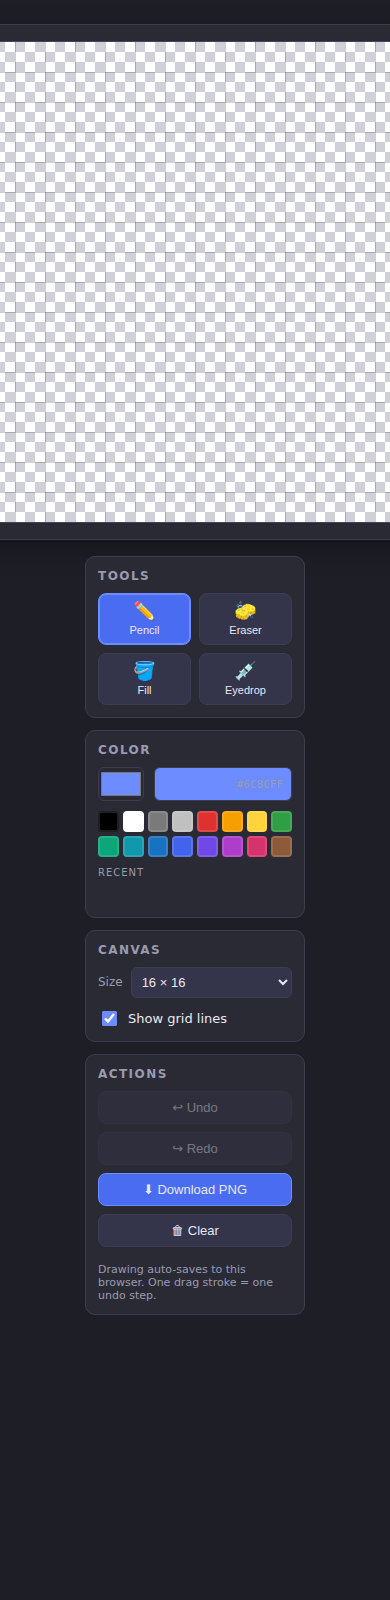 TOOLS
Pencil
Eraser
Fill
Eyedrop
COLOR
#6C8CFF
RECENT
CANVAS
Size
16 × 16
Show grid lines
ACTIONS
↩ Undo
↪ Redo
⬇ Download PNG
🗑 Clear
Drawing auto-saves to this
browser. One drag stroke = one
undo step.